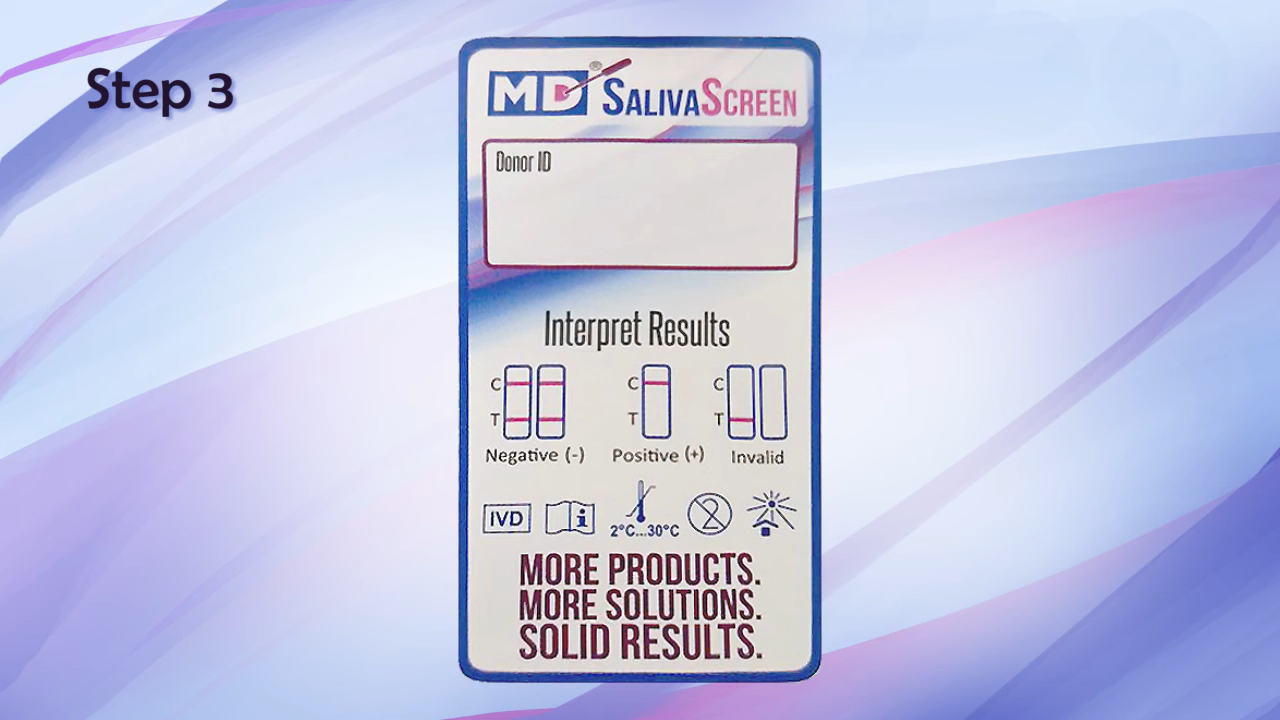 Step 3
MD® SALIVASCREEN
Donor ID
Interpret Results
C C C
T T T
Negative (-) Positive (+) Invalid
IVD i 2°C...30°C 2
MORE PRODUCTS.
MORE SOLUTIONS.
SOLID RESULTS.